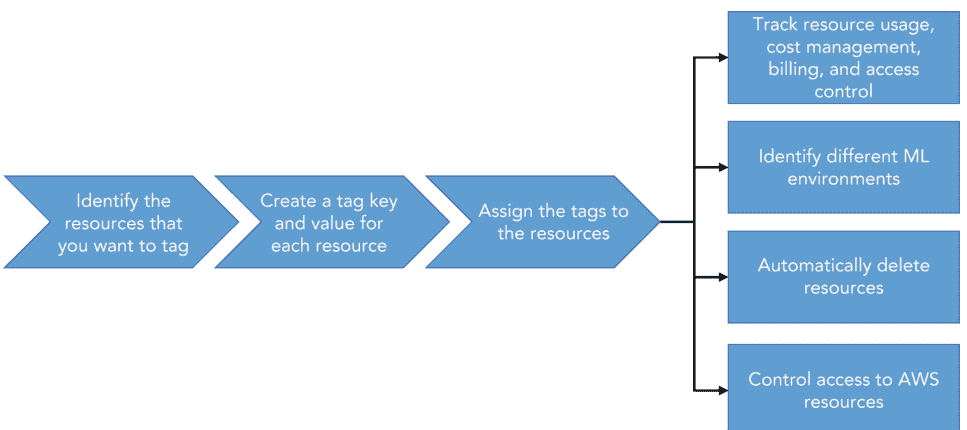 Identify the
resources that
you want to tag
Create a tag key
and value for
each resource
Assign the tags to
the resources
Track resource usage,
cost management,
billing, and access
control
Identify different ML
environments
Automatically delete
resources
Control access to AWS
resources